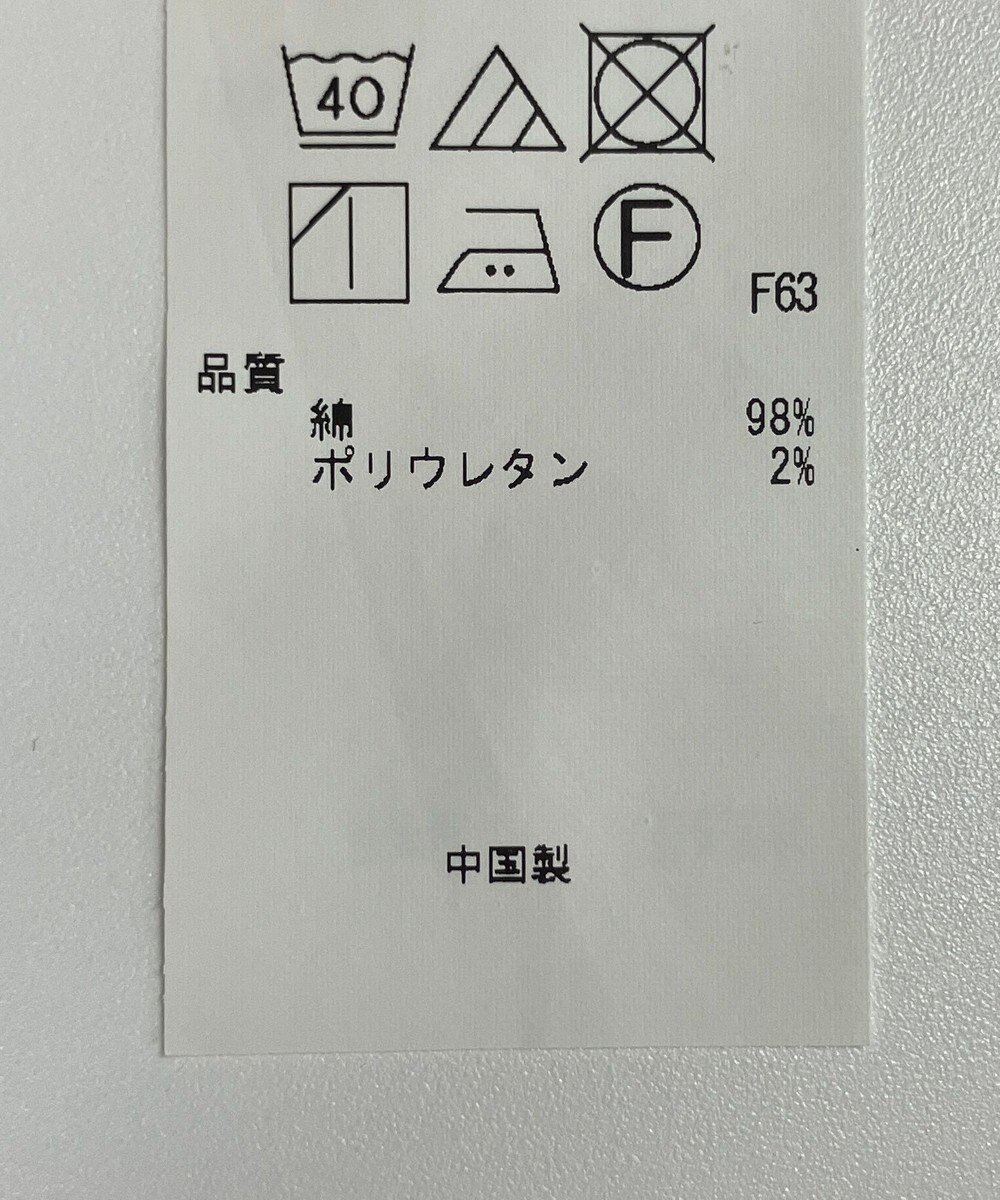 40
F
F63
品質
綿 98%
ポリウレタン 2%
中国製